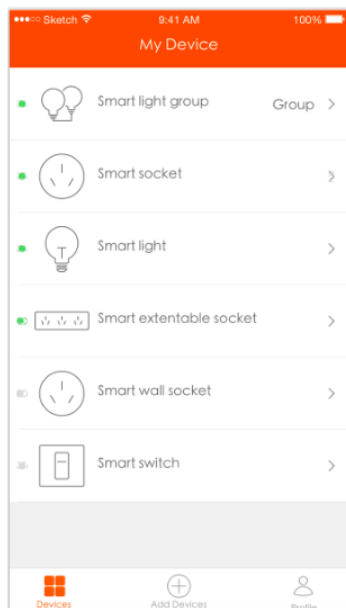 Sketch 9:41 AM 100%
My Device
Smart light group Group
Smart socket
Smart light
Smart extentable socket
Smart wall socket
Smart switch
Devices Add Devices Profile